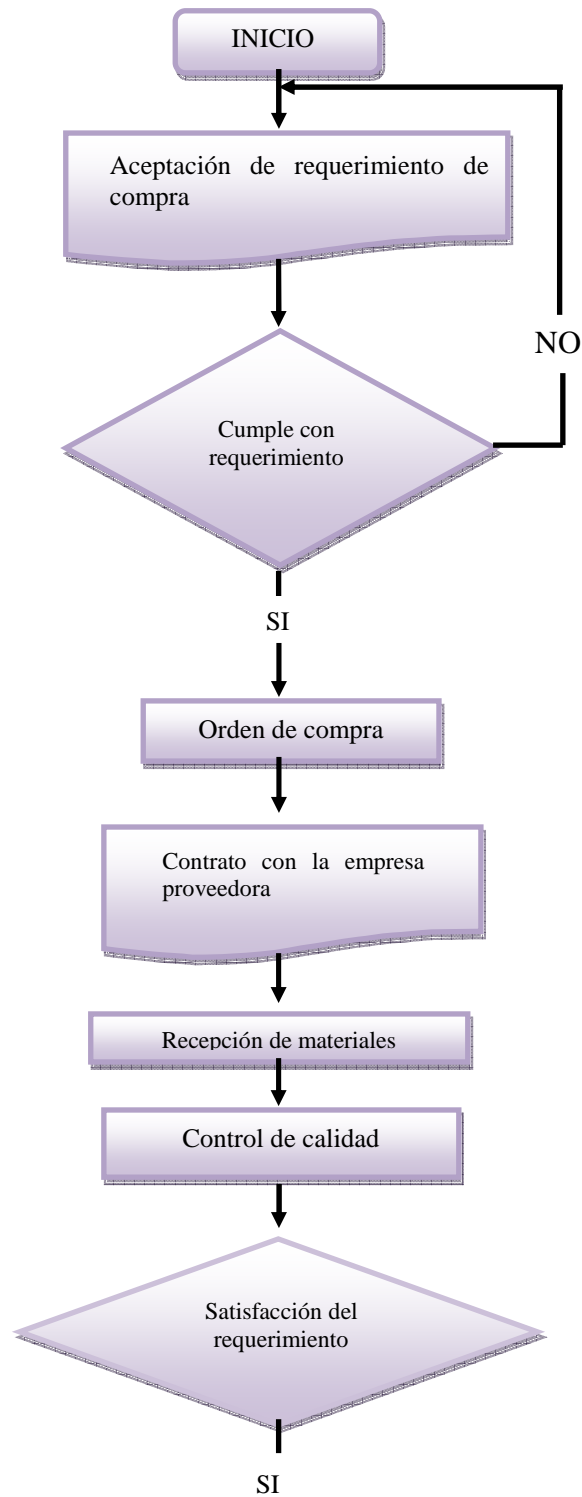 INICIO
Aceptación de requerimiento de
compra
NO
Cumple con
requerimiento
SI
Orden de compra
Contrato con la empresa
proveedora
Recepción de materiales
Control de calidad
Satisfacción del
requerimiento
SI